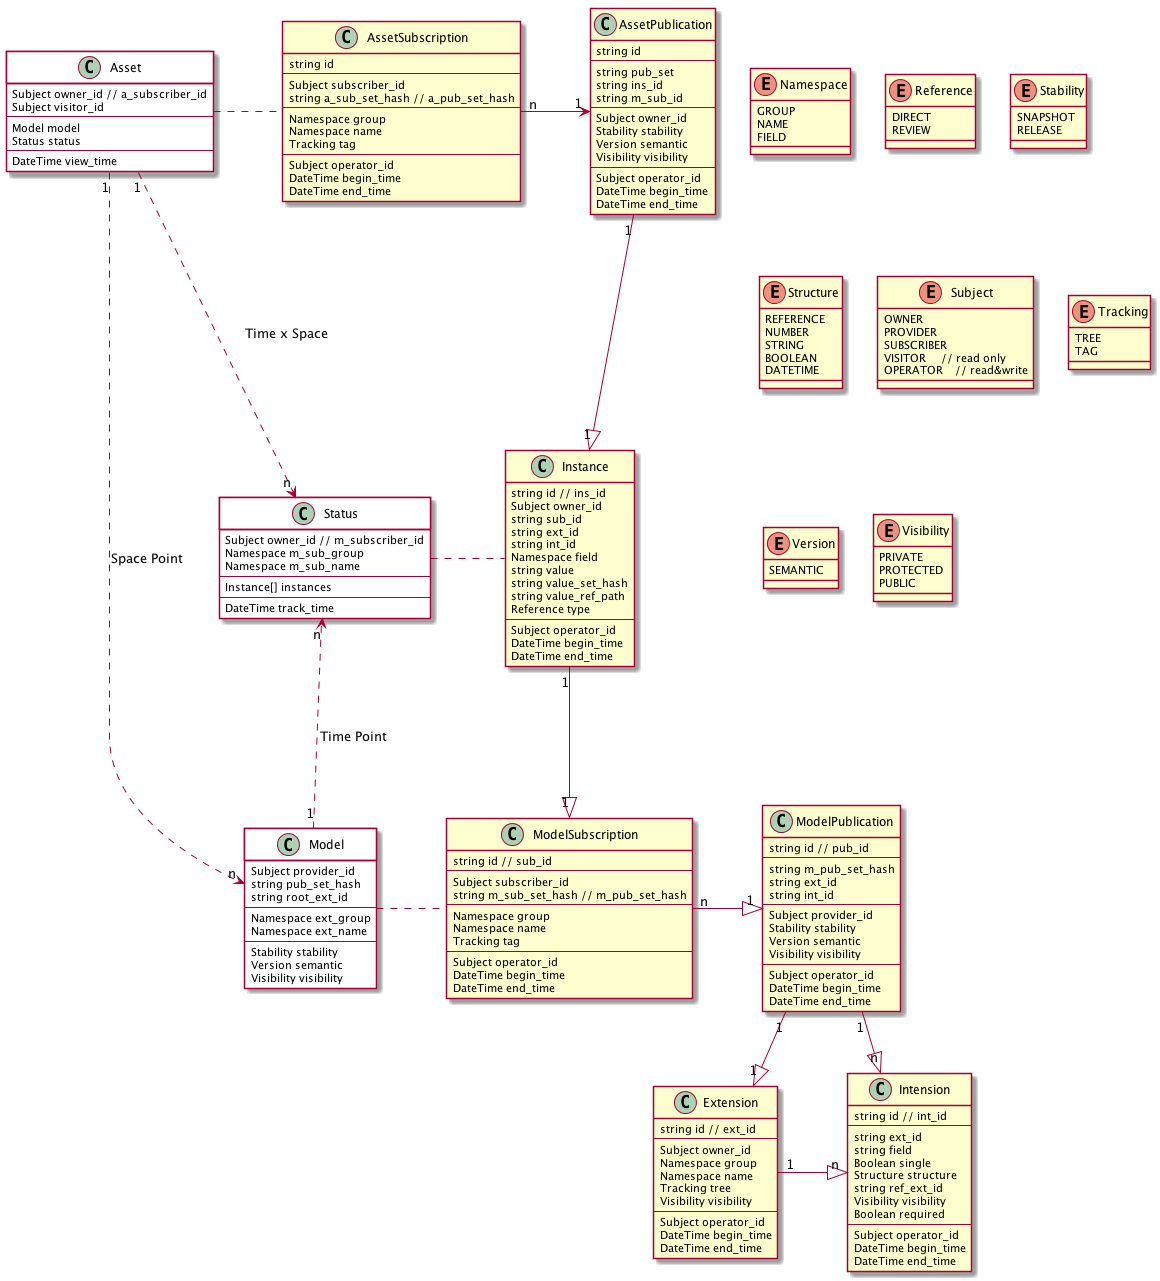 C Asset
Subject owner_id // a_subscriber_id
Subject visitor_id
Model model
Status status
DateTime view_time
C AssetSubscription
string id
Subject subscriber_id
string a_sub_set_hash // a_pub_set_hash
Namespace group
Namespace name
Tracking tag
Subject operator_id
DateTime begin_time
DateTime end_time
n 1
C AssetPublication
string id
string pub_set
string ins_id
string m_sub_id
Subject owner_id
Stability stability
Version semantic
Visibility visibility
Subject operator_id
DateTime begin_time
DateTime end_time
E Namespace
GROUP
NAME
FIELD
E Reference
DIRECT
REVIEW
E Stability
SNAPSHOT
RELEASE
1 1
1
Time x Space
E Structure
REFERENCE
NUMBER
STRING
BOOLEAN
DATETIME
E Subject
OWNER
PROVIDER
SUBSCRIBER
VISITOR // read only
OPERATOR // read&write
E Tracking
TREE
TAG
1
n
C Status
Subject owner_id // m_subscriber_id
Namespace m_sub_group
Namespace m_sub_name
Instance[] instances
DateTime track_time
C Instance
string id // ins_id
Subject owner_id
string sub_id
string ext_id
string int_id
Namespace field
string value
string value_set_hash
string value_ref_path
Reference type
Subject operator_id
DateTime begin_time
DateTime end_time
E Version
SEMANTIC
E Visibility
PRIVATE
PROTECTED
PUBLIC
Space Point
n
1
Time Point
1
1
n
C Model
Subject provider_id
string pub_set_hash
string root_ext_id
Namespace ext_group
Namespace ext_name
Stability stability
Version semantic
Visibility visibility
C ModelSubscription
string id // sub_id
Subject subscriber_id
string m_sub_set_hash // m_pub_set_hash
Namespace group
Namespace name
Tracking tag
Subject operator_id
DateTime begin_time
DateTime end_time
n 1
C ModelPublication
string id // pub_id
string m_pub_set_hash
string ext_id
string int_id
Subject provider_id
Stability stability
Version semantic
Visibility visibility
Subject operator_id
DateTime begin_time
DateTime end_time
1 1
1 n
C Extension
string id // ext_id
Subject owner_id
Namespace group
Namespace name
Tracking tree
Visibility visibility
Subject operator_id
DateTime begin_time
DateTime end_time
1 n
C Intension
string id // int_id
string ext_id
string field
Boolean single
Structure structure
string ref_ext_id
Visibility visibility
Boolean required
Subject operator_id
DateTime begin_time
DateTime end_time